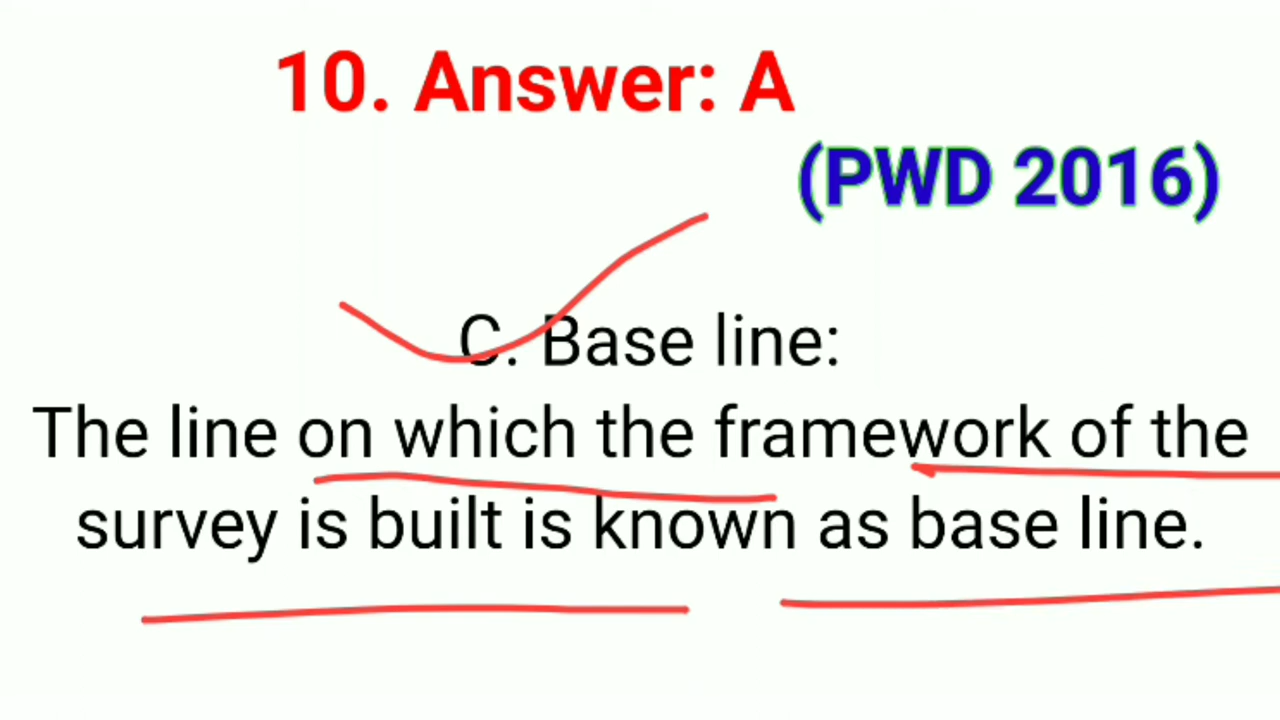 10. Answer: A
(PWD 2016)
C. Base line:
The line on which the framework of the
survey is built is known as base line.